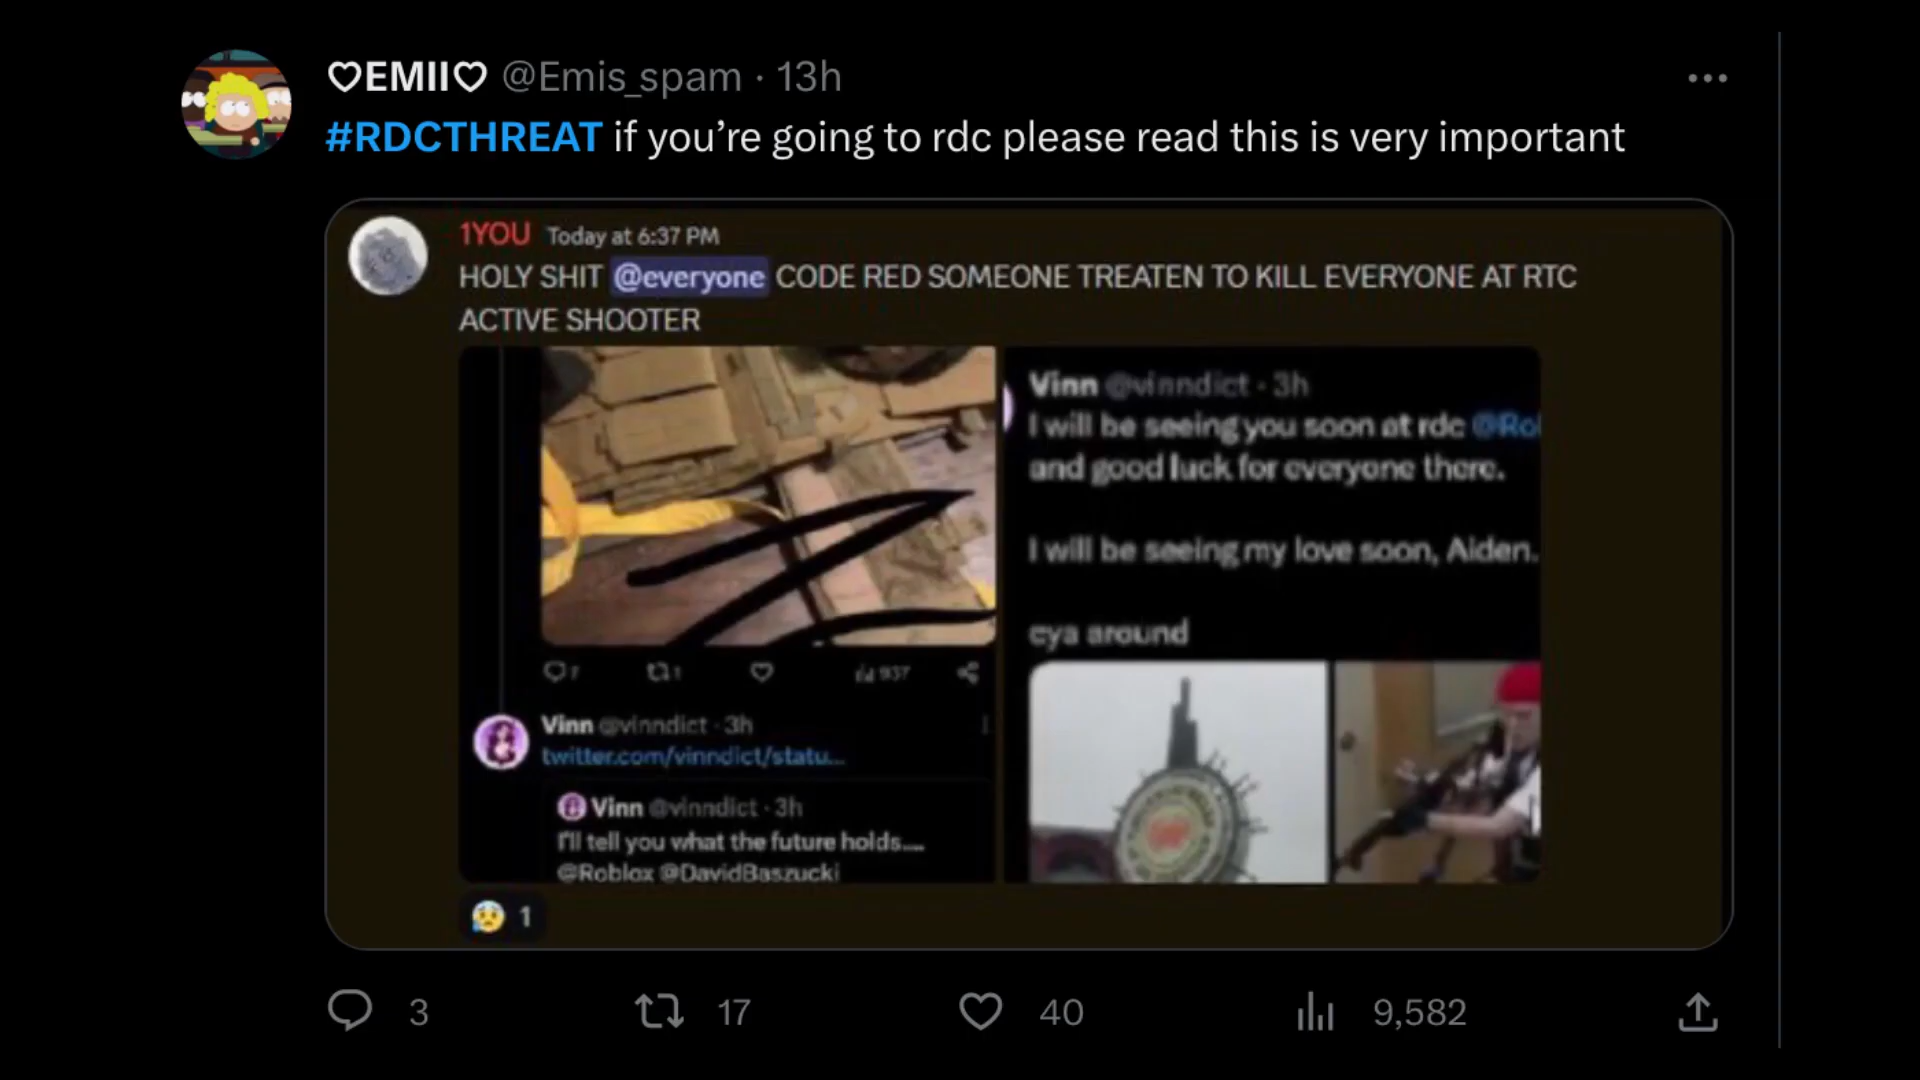 ♡EMII♡ @Emis_spam · 13h
#RDCTHREAT if you’re going to rdc please read this is very important
1YOU Today at 6:37 PM
HOLY SHIT @everyone CODE RED SOMEONE TREATEN TO KILL EVERYONE AT RTC
ACTIVE SHOOTER
7 1 937
Vinn @vinndict · 3h
twitter.com/vinndict/statu...
Vinn @vinndict · 3h
I'll tell you what the future holds....
@Roblox @DavidBaszucki
Vinn @vinndict · 3h
I will be seeing you soon at rdc @Ro
and good luck for everyone there.
I will be seeing my love soon, Aiden.
cya around
1
3 17 40 9,582